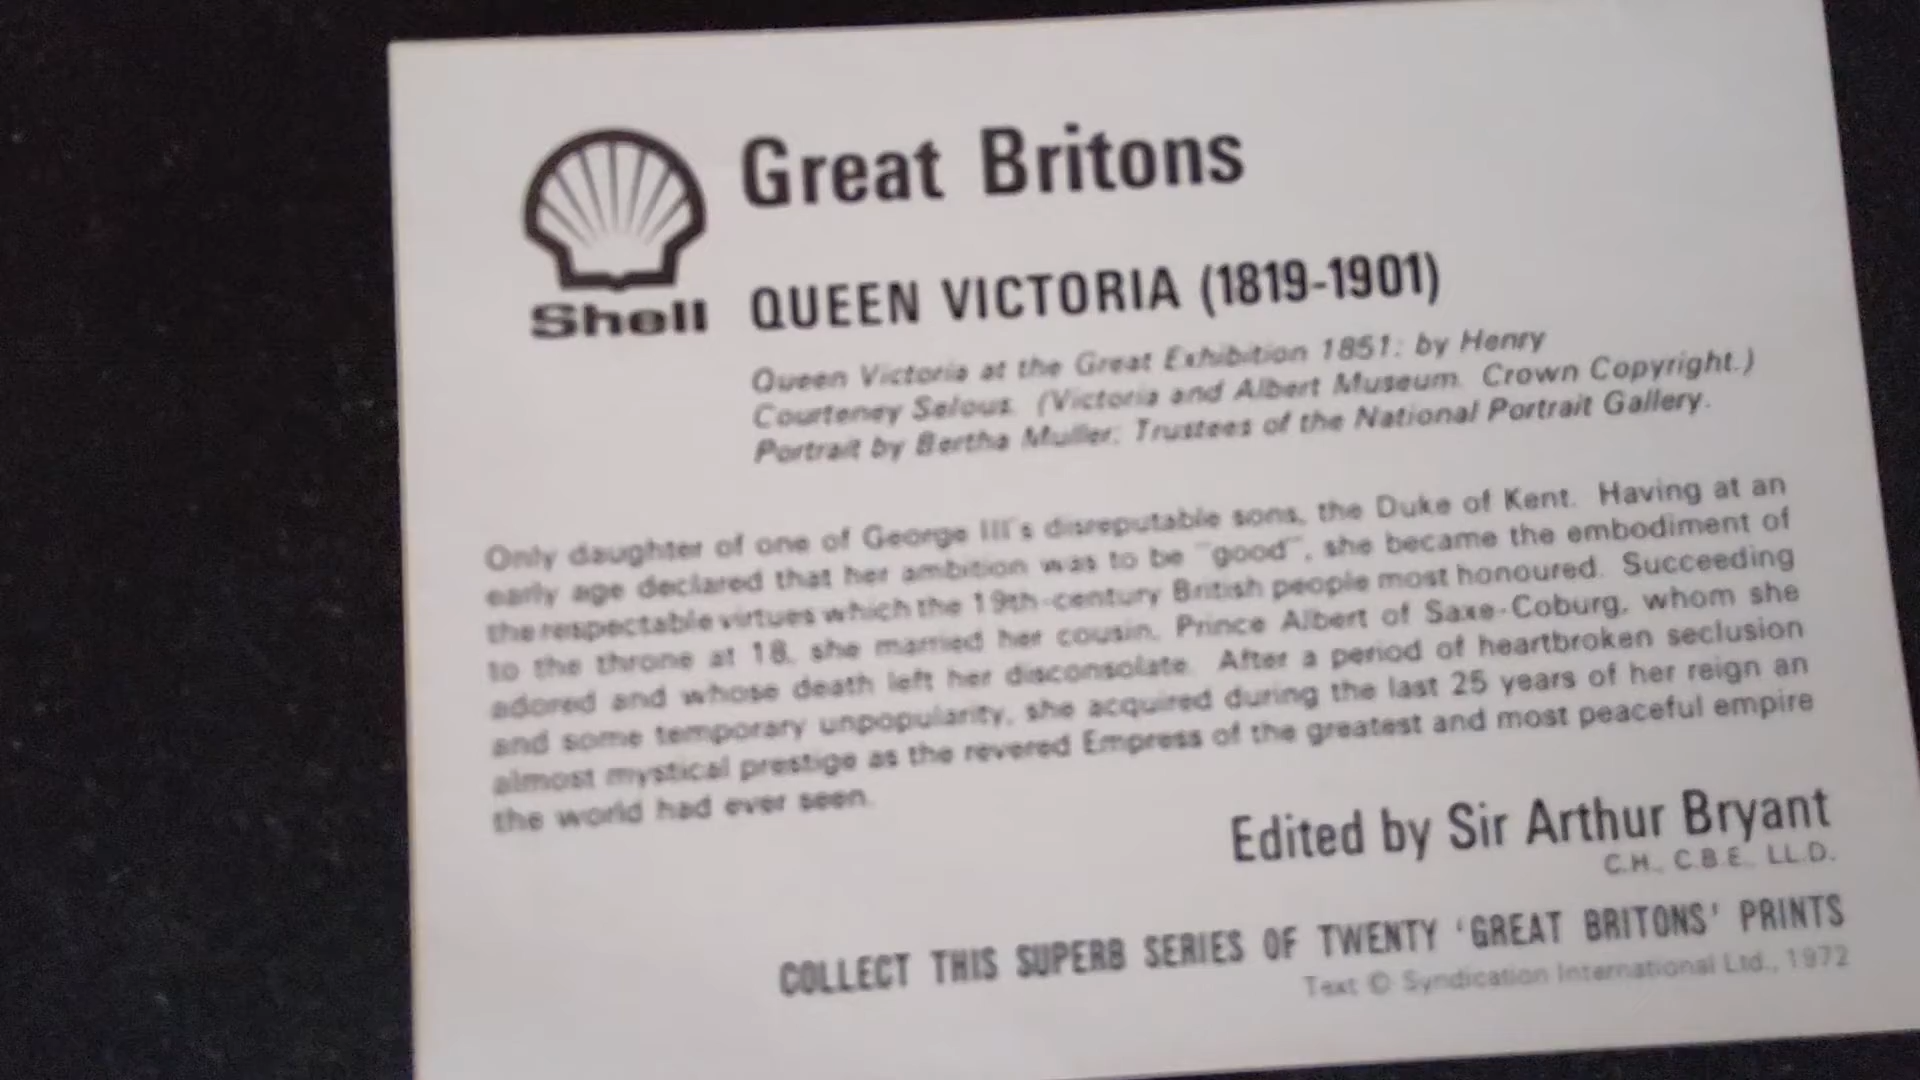 Great Britons
Shell
QUEEN VICTORIA (1819-1901)
Queen Victoria at the Great Exhibition 1851: by Henry
Courteney Selous. (Victoria and Albert Museum. Crown Copyright.)
Portrait by Bertha Muller: Trustees of the National Portrait Gallery.
Only daughter of one of George III's disreputable sons, the Duke of Kent. Having at an
early age declared that her ambition was to be "good", she became the embodiment of
the respectable virtues which the 19th-century British people most honoured. Succeeding
to the throne at 18, she married her cousin, Prince Albert of Saxe-Coburg, whom she
adored and whose death left her disconsolate. After a period of heartbroken seclusion
and some temporary unpopularity, she acquired during the last 25 years of her reign an
almost mystical prestige as the revered Empress of the greatest and most peaceful empire
the world had ever seen.
Edited by Sir Arthur Bryant
C.H., C.B.E., LL.D.
COLLECT THIS SUPERB SERIES OF TWENTY 'GREAT BRITONS' PRINTS
Text © Syndication International Ltd., 1972